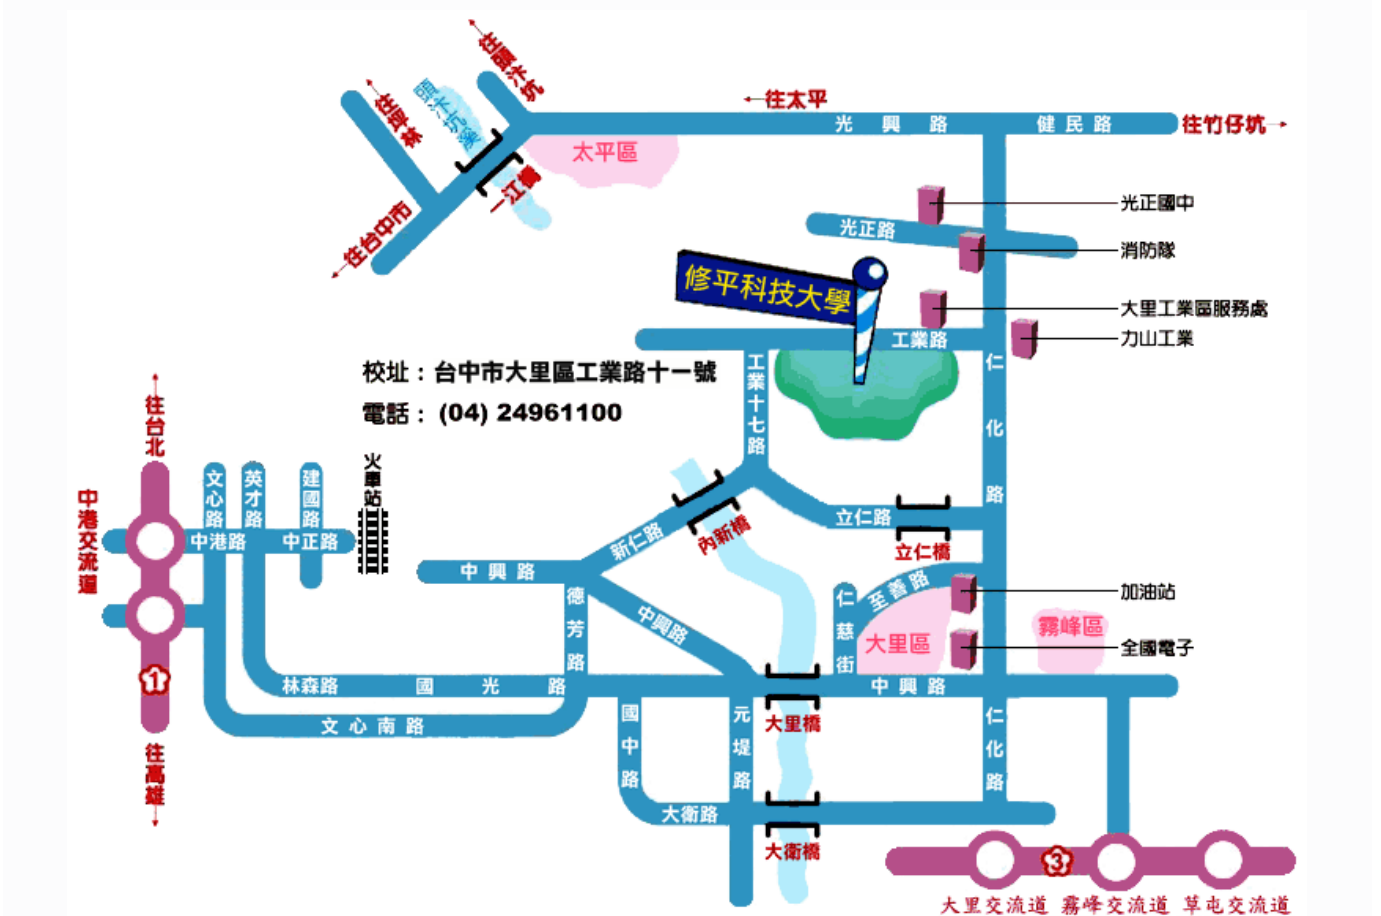 往頭汴坑
往坪林
頭汴坑溪
往太平
光興路
健民路
往竹仔坑
太平區
一江橋
往台中市
光正國中
光正路
消防隊
修平科技大學
大里工業區服務處
工業路
力山工業
校址：台中市大里區工業路十一號
電話：(04) 24961100
工業十七路
仁化路
往台北
火車站
文心路
英才路
建國路
中港交流道
中港路
中正路
立仁路
新仁路
內新橋
立仁橋
中興路
德芳路
中興路
仁慈街
至善路
加油站
大里區
霧峰區
全國電子
1
林森路
國光路
中興路
文心南路
大里橋
國中路
元堤路
仁化路
往高雄
大衛路
大衛橋
3
大里交流道
霧峰交流道
草屯交流道